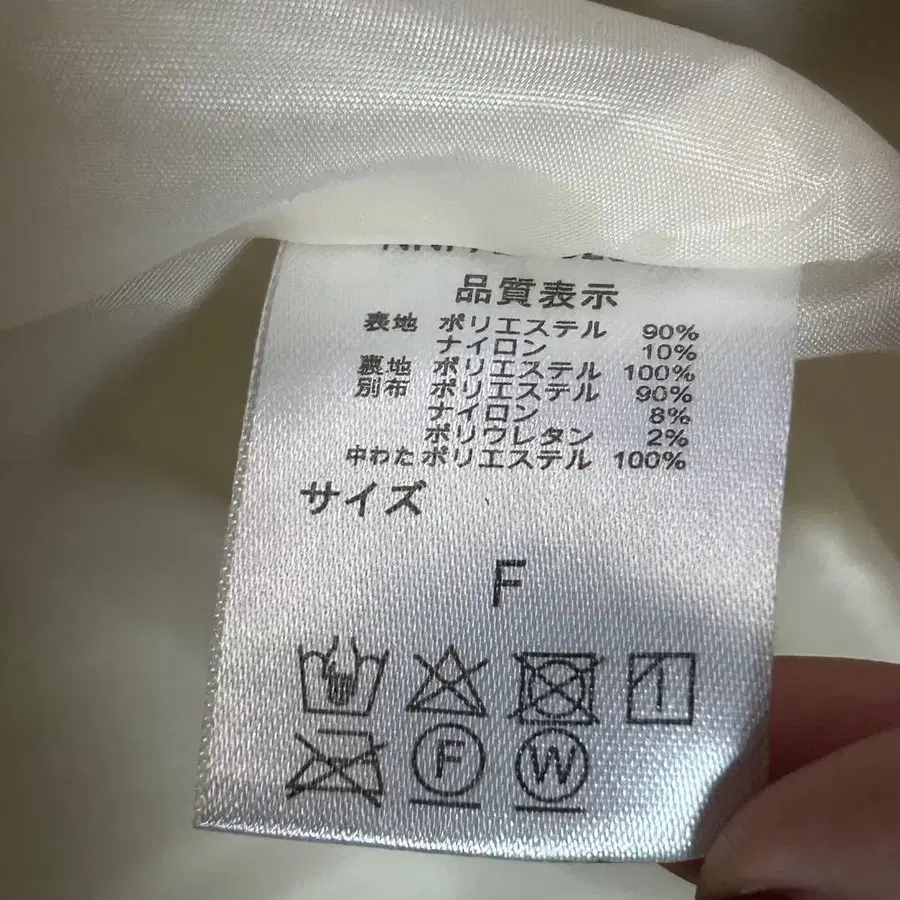 品質表示
表地 ポリエステル 90%
ナイロン 10%
裏地 ポリエステル 100%
別布 ポリエステル 90%
ナイロン 8%
ポリウレタン 2%
中わた ポリエステル 100%
サイズ
F
F W